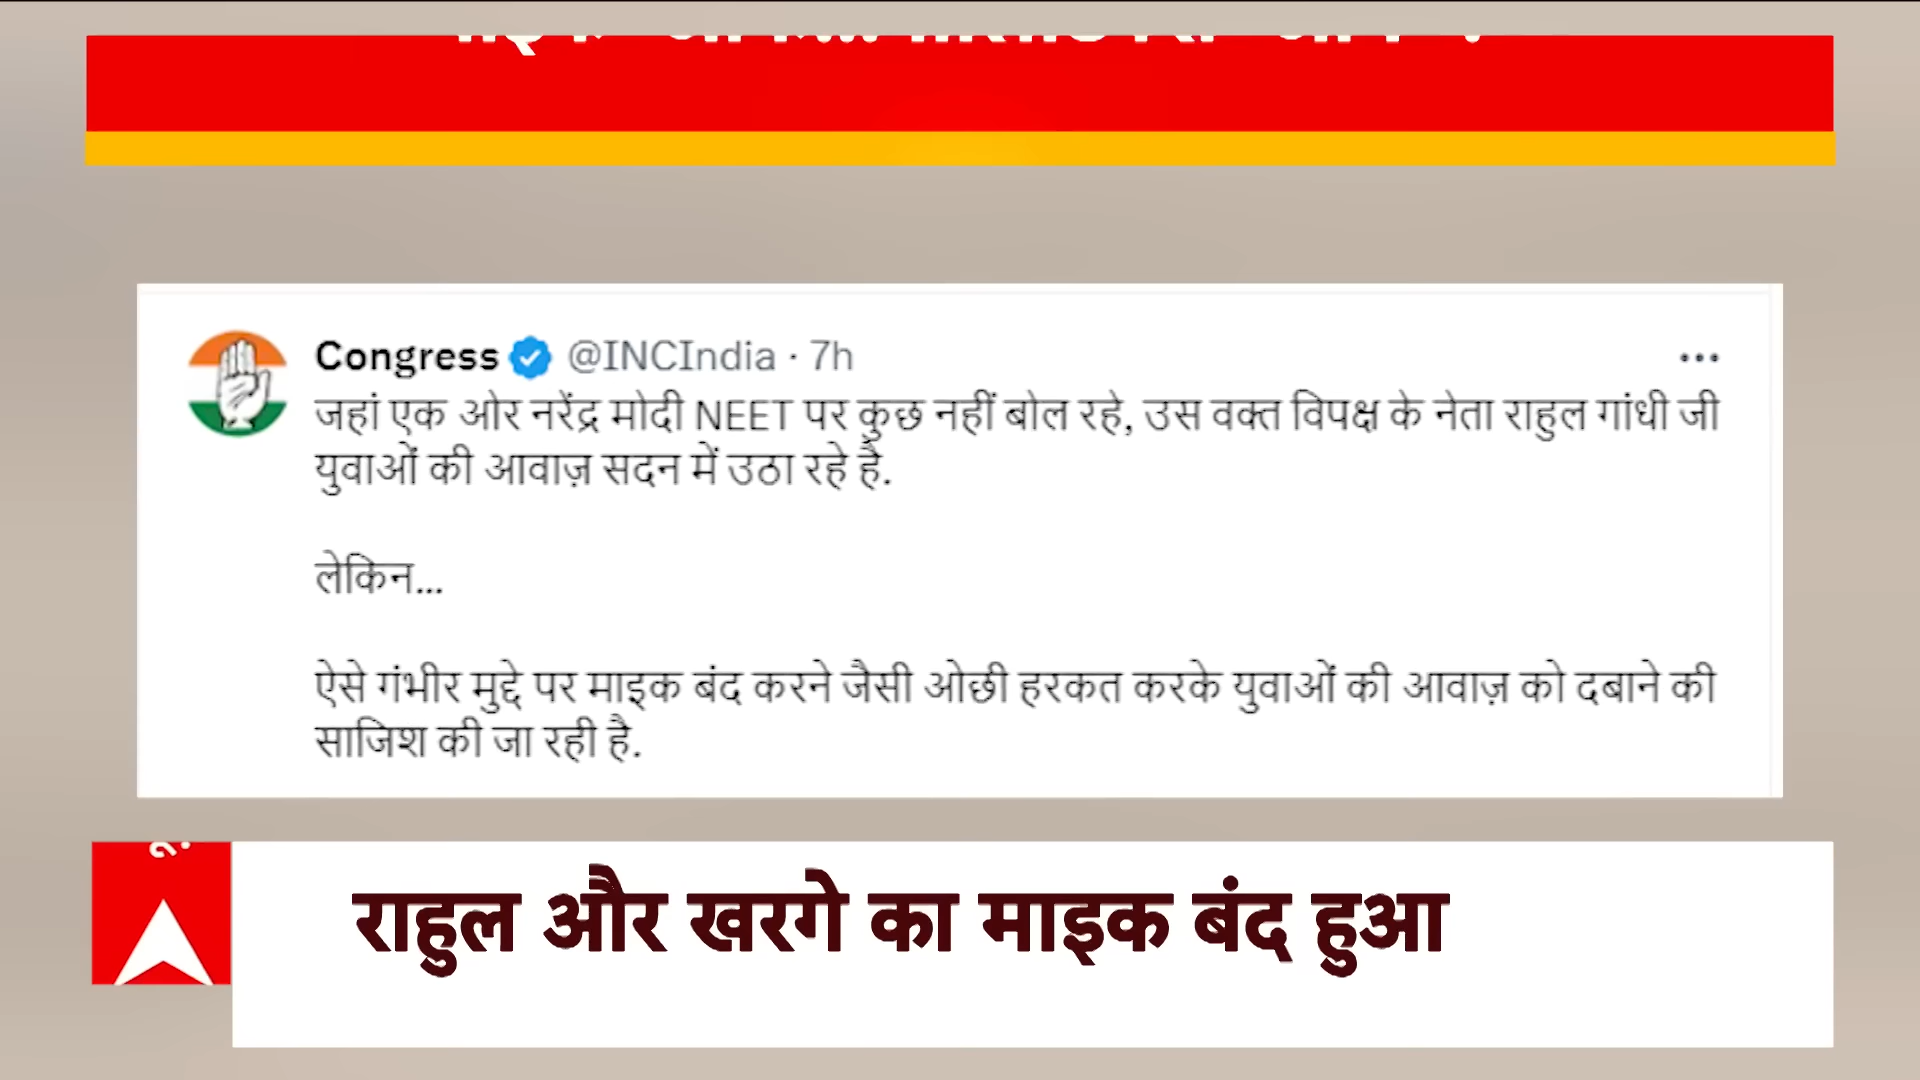 Congress @INCIndia · 7h
जहां एक ओर नरेंद्र मोदी NEET पर कुछ नहीं बोल रहे, उस वक्त विपक्ष के नेता राहुल गांधी जी
युवाओं की आवाज़ सदन में उठा रहे है.
लेकिन...
ऐसे गंभीर मुद्दे पर माइक बंद करने जैसी ओछी हरकत करके युवाओं की आवाज़ को दबाने की
साजिश की जा रही है.
राहुल और खरगे का माइक बंद हुआ